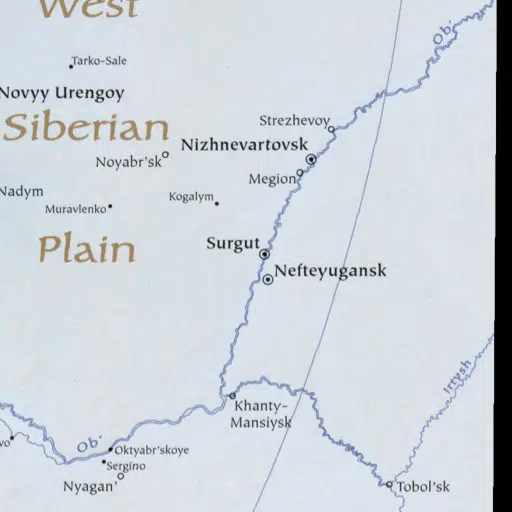 West
Ob'
Tarko-Sale
Novyy Urengoy
Siberian
Strezhevoy
Nizhnevartovsk
Noyabr'sk
Megion
Nadym
Kogalym
Muravlenko
Plain
Surgut
Nefteyugansk
Irtysh
Khanty-
Mansiysk
Ob'
Oktyabr'skoye
Sergino
Nyagan'
Tobol'sk